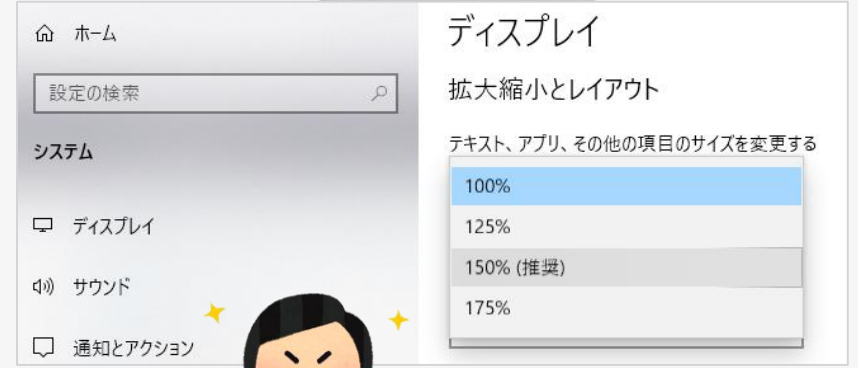 ホーム
設定の検索
システム
ディスプレイ
サウンド
通知とアクション
ディスプレイ
拡大縮小とレイアウト
テキスト、アプリ、その他の項目のサイズを変更する
100%
125%
150% (推奨)
175%